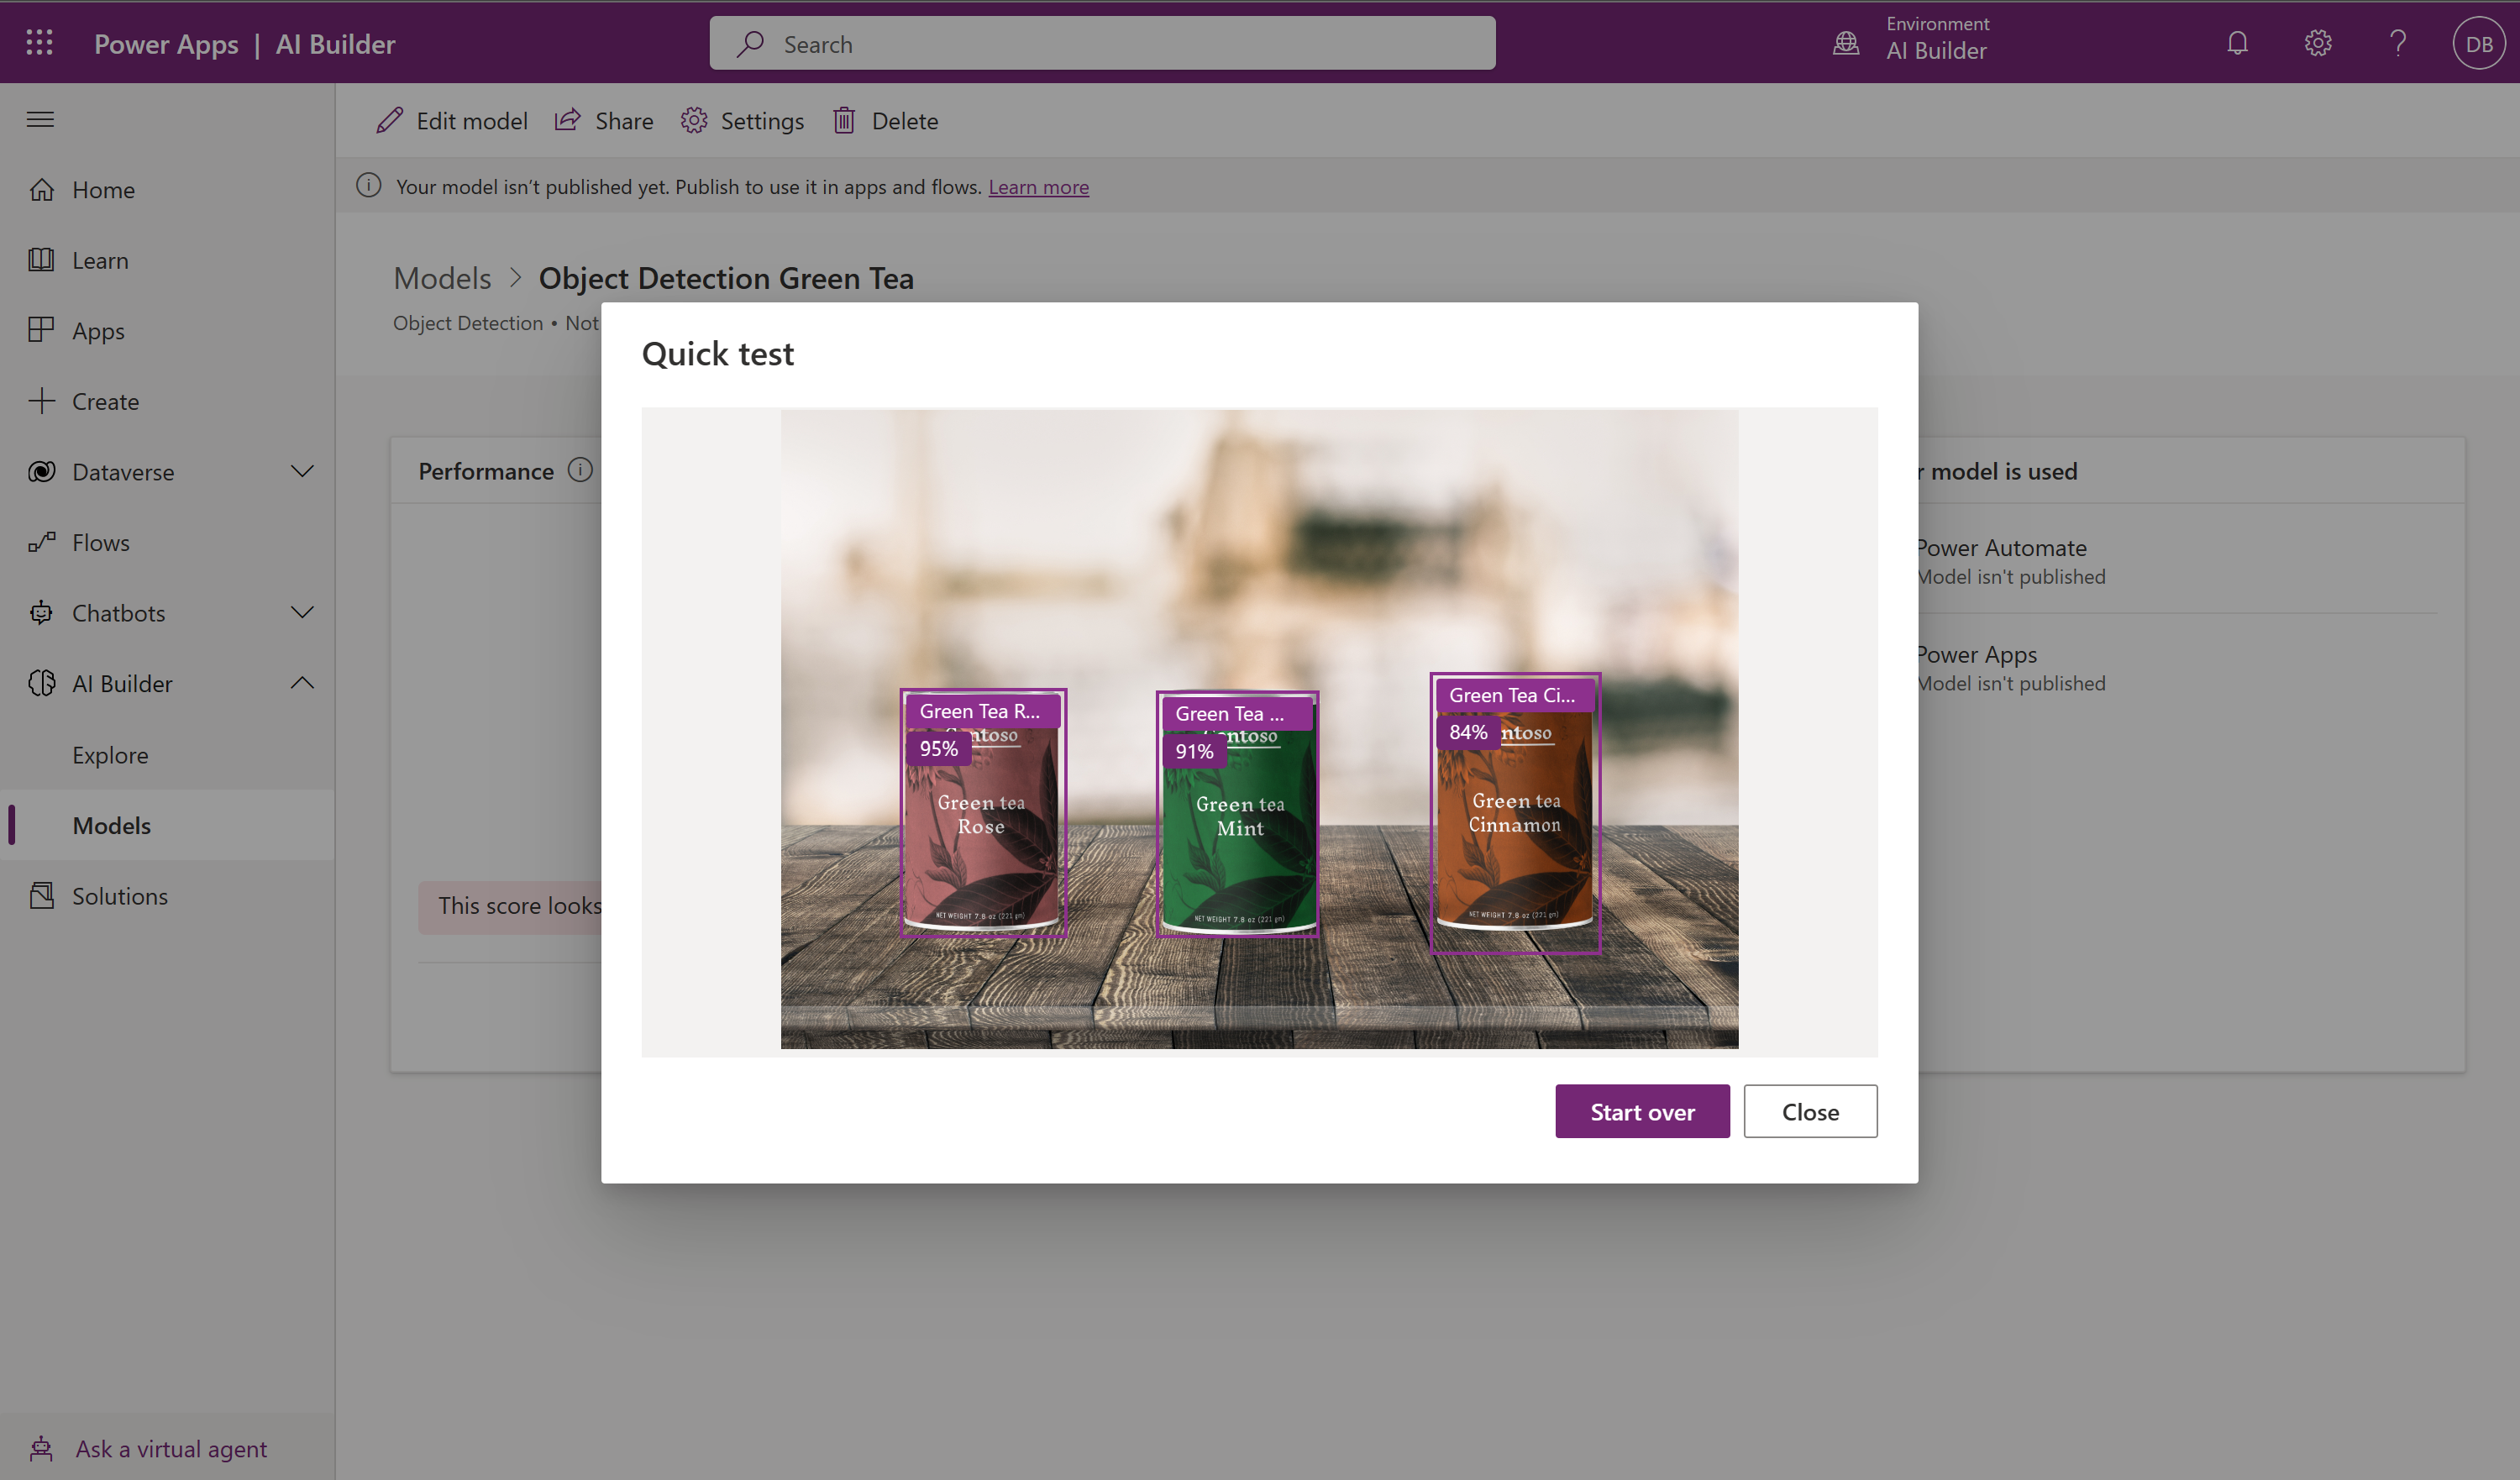 Power Apps | AI Builder
Search
Environment
AI Builder
DB
Edit model
Share
Settings
Delete
Your model isn't published yet. Publish to use it in apps and flows. Learn more
Home
Learn
Apps
Create
Dataverse
Flows
Chatbots
AI Builder
Explore
Models
Solutions
Ask a virtual agent
Models > Object Detection Green Tea
Object Detection • Not
Performance
This score looks
model is used
Power Automate
Model isn't published
Power Apps
Model isn't published
Quick test
Green Tea R...
95%
ntoso
Green tea
Rose
NET WEIGHT 7.8 oz (221 gm)
Green Tea ...
91%
ntoso
Green tea
Mint
NET WEIGHT 7.8 oz (221 gm)
Green Tea Ci...
84%
ntoso
Green tea
Cinnamon
NET WEIGHT 7.8 oz (221 gm)
Start over
Close